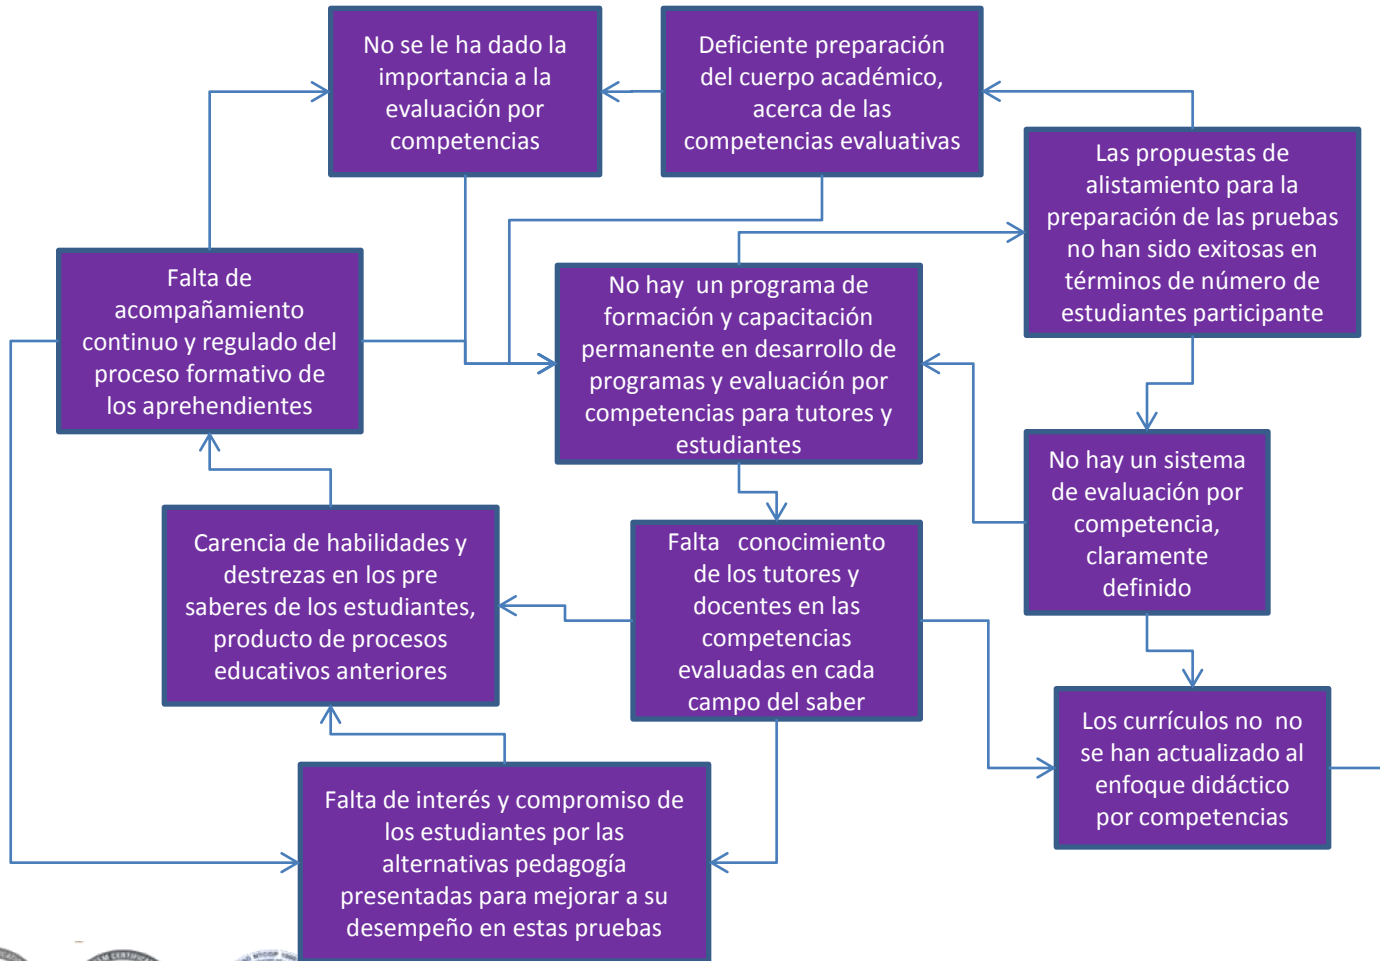 No se le ha dado la
importancia a la
evaluación por
competencias
Deficiente preparación
del cuerpo académico,
acerca de las
competencias evaluativas
Las propuestas de
alistamiento para la
preparación de las pruebas
no han sido exitosas en
términos de número de
estudiantes participante
Falta de
acompañamiento
continuo y regulado del
proceso formativo de
los aprehendientes
No hay un programa de
formación y capacitación
permanente en desarrollo de
programas y evaluación por
competencias para tutores y
estudiantes
No hay un sistema
de evaluación por
competencia,
claramente
definido
Carencia de habilidades y
destrezas en los pre
saberes de los estudiantes,
producto de procesos
educativos anteriores
Falta conocimiento
de los tutores y
docentes en las
competencias
evaluadas en cada
campo del saber
Los currículos no no
se han actualizado al
enfoque didáctico
por competencias
Falta de interés y compromiso de
los estudiantes por las
alternativas pedagogía
presentadas para mejorar a su
desempeño en estas pruebas